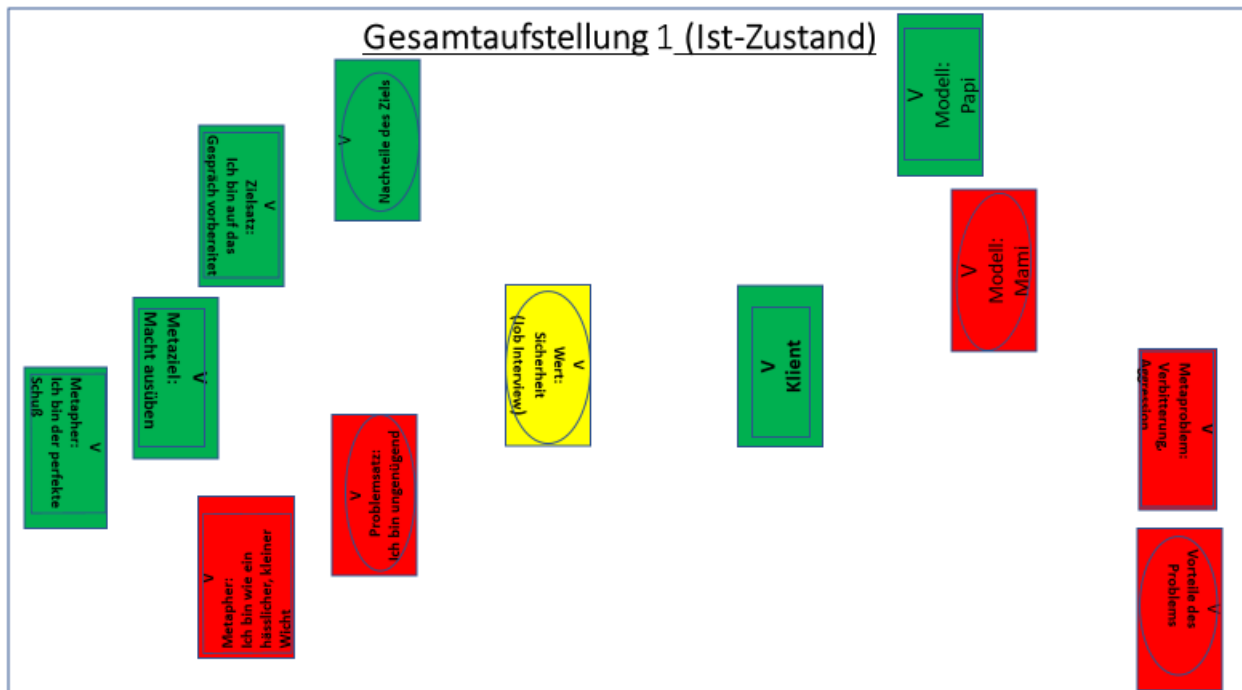 Gesamtaufstellung 1 (Ist-Zustand)
V
Nachteile des Ziels
V
Modell:
Papi
V
Zielsatz:
Ich bin auf das
Gespräch vorbereitet
V
Modell:
Mami
Metaziel:
V
Macht ausüben
V
Wert:
Sicherheit
(Job Interview)
V
Klient
V
Metapher:
Ich bin der perfekte
Schuß
V
Metaproblem:
Verbitterung,
Aggression
V
Problemsatz:
Ich bin ungenügend
V
Metapher:
Ich bin wie ein
hässlicher, kleiner
Wicht
V
Vorteile des
Problems